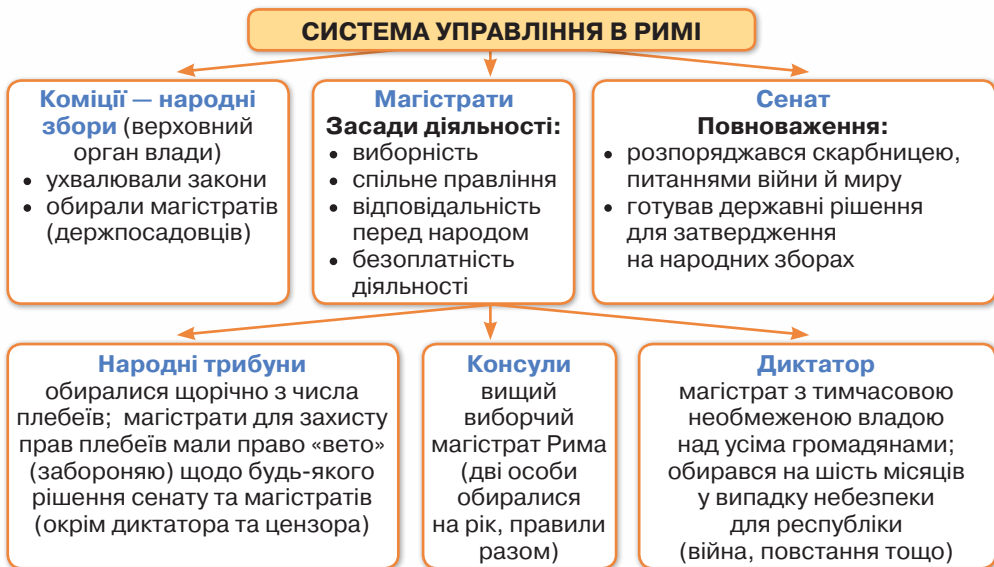 СИСТЕМА УПРАВЛІННЯ В РИМІ
Коміції — народні
збори (верховний
орган влади)
• ухвалювали закони
• обирали магістратів
(держпосадовців)
Магістрати
Засади діяльності:
• виборність
• спільне правління
• відповідальність
перед народом
• безоплатність
діяльності
Сенат
Повноваження:
• розпоряджався скарбницею,
питаннями війни й миру
• готував державні рішення
для затвердження
на народних зборах
Народні трибуни
обиралися щорічно з числа
плебеїв; магістрати для захисту
прав плебеїв мали право «вето»
(забороняю) щодо будь-якого
рішення сенату та магістратів
(окрім диктатора та цензора)
Консули
вищий
виборчий
магістрат Рима
(дві особи
обиралися
на рік, правили
разом)
Диктатор
магістрат з тимчасовою
необмеженою владою
над усіма громадянами;
обирався на шість місяців
у випадку небезпеки
для республіки
(війна, повстання тощо)